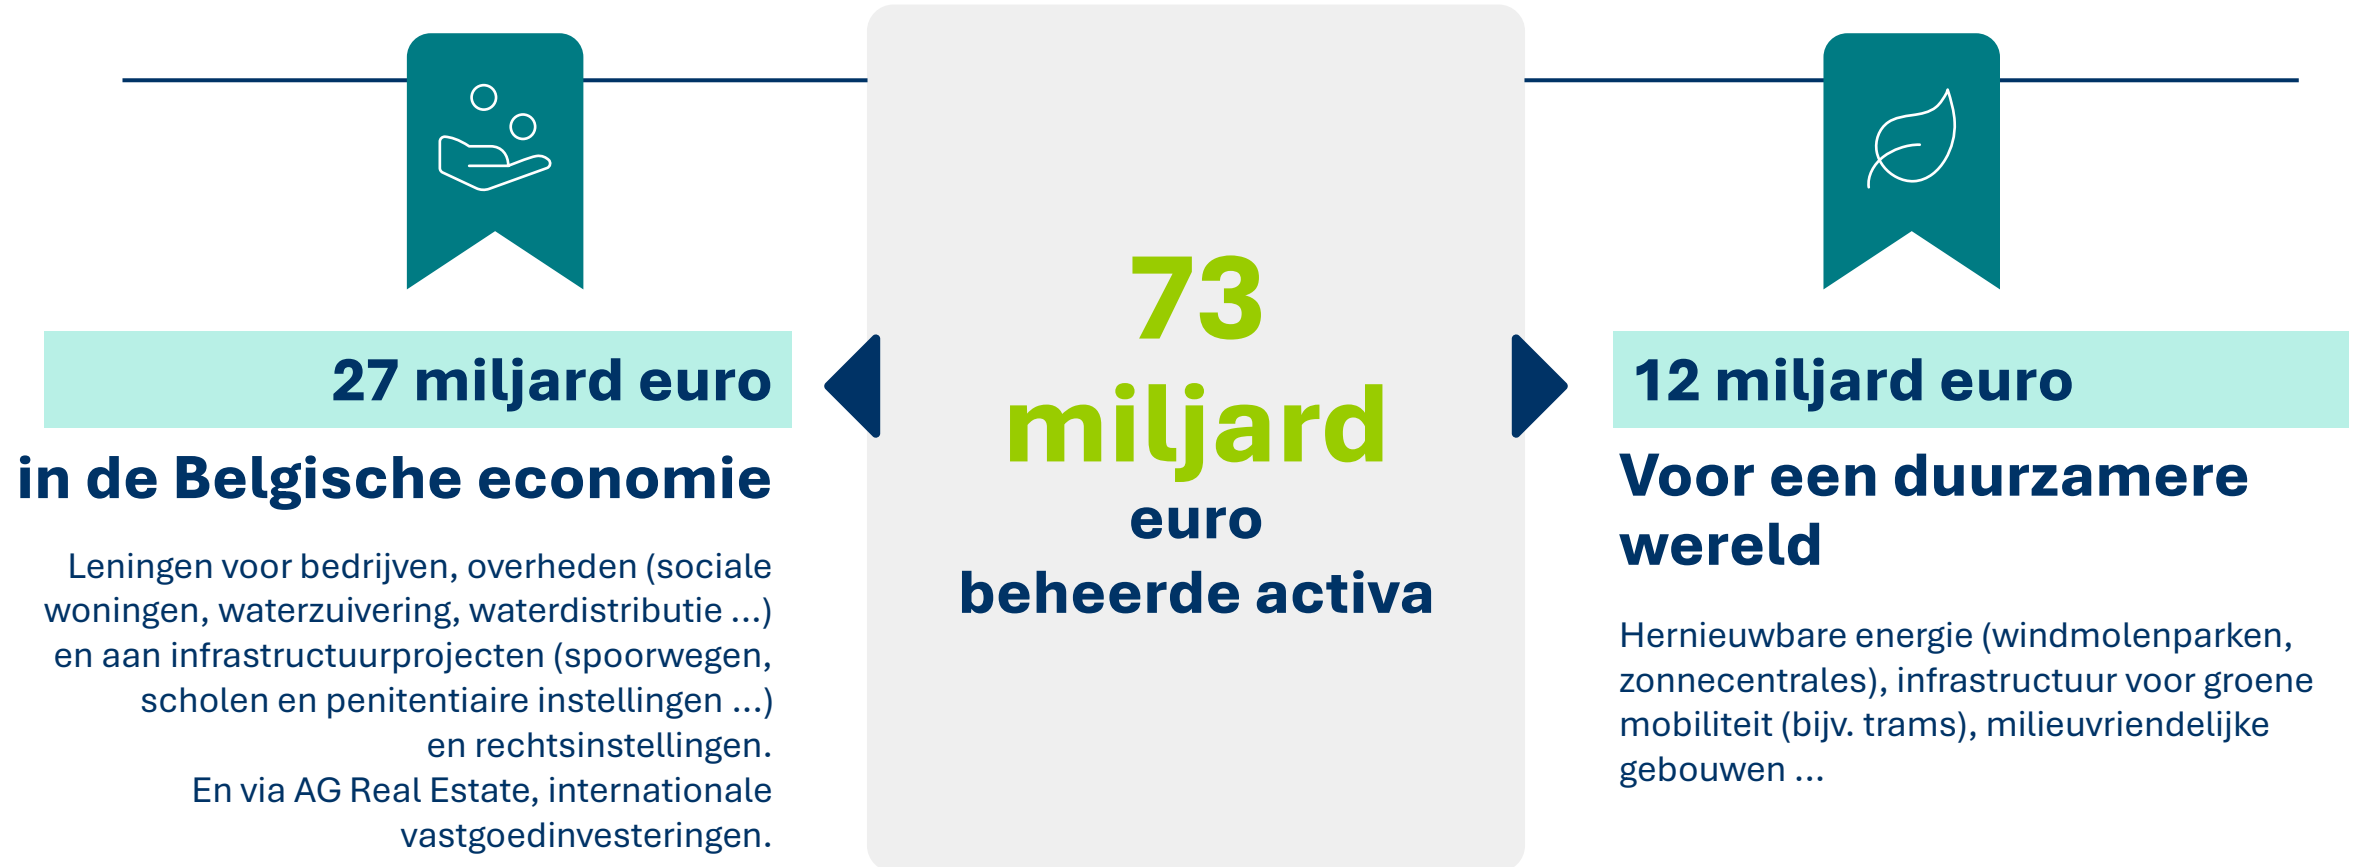 27 miljard euro
in de Belgische economie
Leningen voor bedrijven, overheden (sociale
woningen, waterzuivering, waterdistributie ...)
en aan infrastructuurprojecten (spoorwegen,
scholen en penitentiaire instellingen ...)
en rechtsinstellingen.
En via AG Real Estate, internationale
vastgoedinvesteringen.
73
miljard
euro
beheerde activa
12 miljard euro
Voor een duurzamere
wereld
Hernieuwbare energie (windmolenparken,
zonnecentrales), infrastructuur voor groene
mobiliteit (bijv. trams), milieuvriendelijke
gebouwen ...